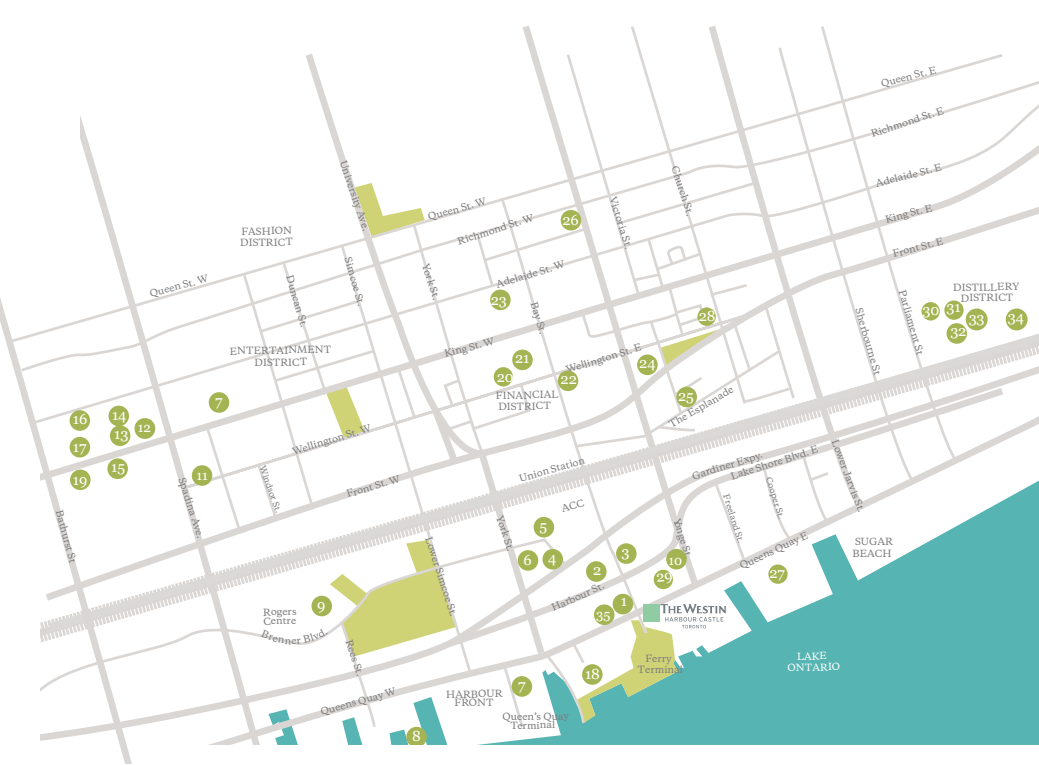 Queen St. E
Richmond St. E
Adelaide St. E
King St. E
Front St. E
University Ave.
Church St.
Queen St. W
Victoria St.
26
Richmond St. W
FASHION
DISTRICT
Queen St. W
Duncan St.
Simcoe St.
York St.
Adelaide St. W
23
Bay St.
28
DISTILLERY
DISTRICT
30
31
33
34
32
Parliament St
Sherbourne St
ENTERTAINMENT
DISTRICT
King St. W
21
20
Wellington St. E
22
24
FINANCIAL
DISTRICT
25
The Esplanade
7
16
14
12
13
17
15
19
11
Wellington St. W
Windsor St.
Spadina Ave.
Bathurst St
Front St. W
Union Station
Gardiner Expy.
Lake Shore Blvd. E
Lower Jarvis St.
Cooper St.
Freeland St.
ACC
5
York St.
6
4
3
2
Yonge St.
10
29
Queens Quay E
27
SUGAR
BEACH
Lower Simcoe St.
Harbour St.
35
1
THE WESTIN
HARBOUR CASTLE
TORONTO
9
Rogers
Centre
Brenner Blvd.
Rees St.
Ferry
Terminal
LAKE
ONTARIO
18
7
HARBOUR
FRONT
Queens Quay W
Queen's Quay
Terminal
8